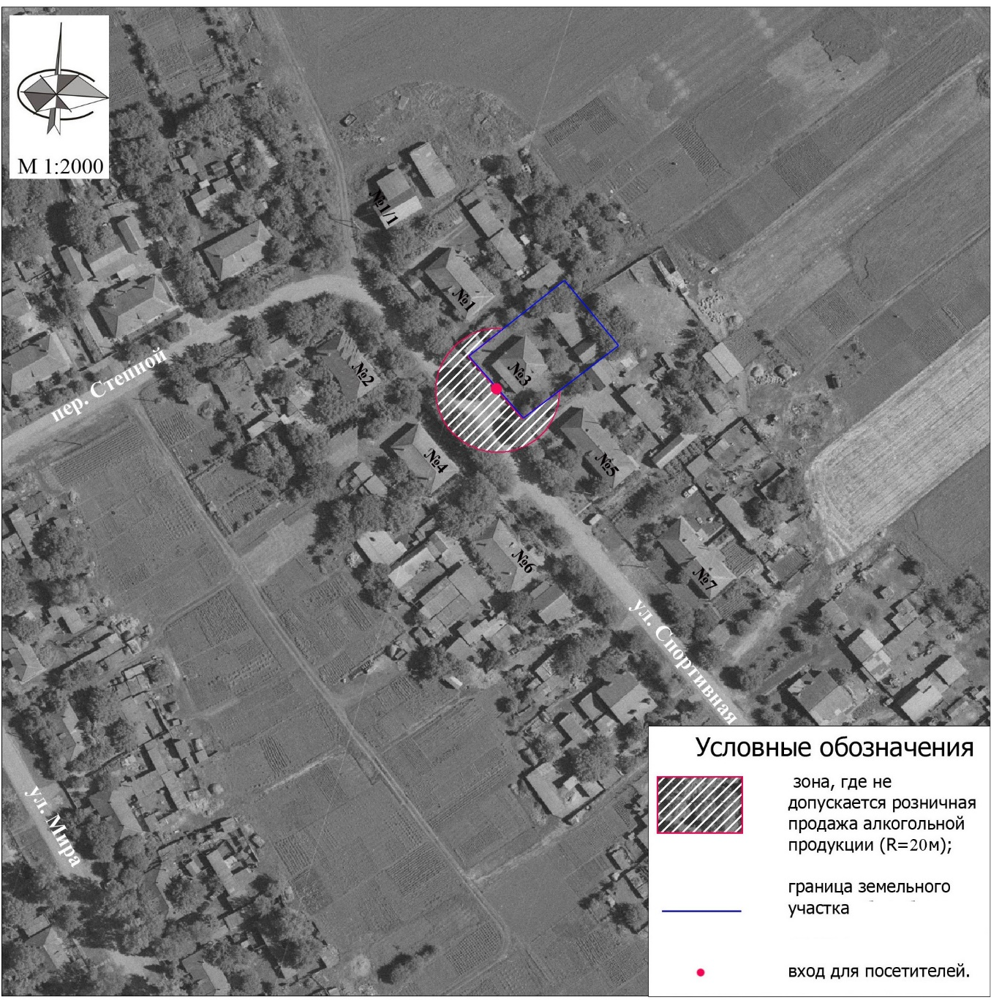 М 1:2000
№1/1
№1
№2
№3
пер. Степной
№4
№5
№6
№7
ул. Спортивная
ул. Мира
Условные обозначения
зона, где не
допускается розничная
продажа алкогольной
продукции (R=20м);
граница земельного
участка
вход для посетителей.